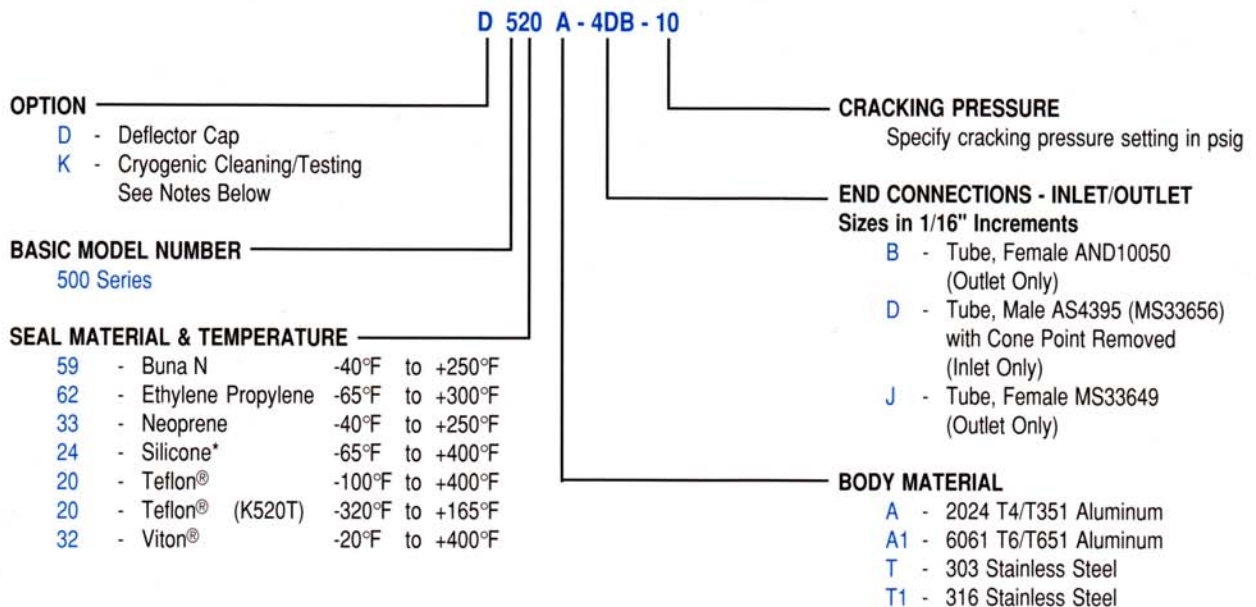 D 520 A - 4DB - 10
OPTION
D - Deflector Cap
K - Cryogenic Cleaning/Testing
See Notes Below
BASIC MODEL NUMBER
500 Series
SEAL MATERIAL & TEMPERATURE
59 - Buna N -40°F to +250°F
62 - Ethylene Propylene -65°F to +300°F
33 - Neoprene -40°F to +250°F
24 - Silicone* -65°F to +400°F
20 - Teflon® -100°F to +400°F
20 - Teflon® (K520T) -320°F to +165°F
32 - Viton® -20°F to +400°F
CRACKING PRESSURE
Specify cracking pressure setting in psig
END CONNECTIONS - INLET/OUTLET
Sizes in 1/16" Increments
B - Tube, Female AND10050
(Outlet Only)
D - Tube, Male AS4395 (MS33656)
with Cone Point Removed
(Inlet Only)
J - Tube, Female MS33649
(Outlet Only)
BODY MATERIAL
A - 2024 T4/T351 Aluminum
A1 - 6061 T6/T651 Aluminum
T - 303 Stainless Steel
T1 - 316 Stainless Steel